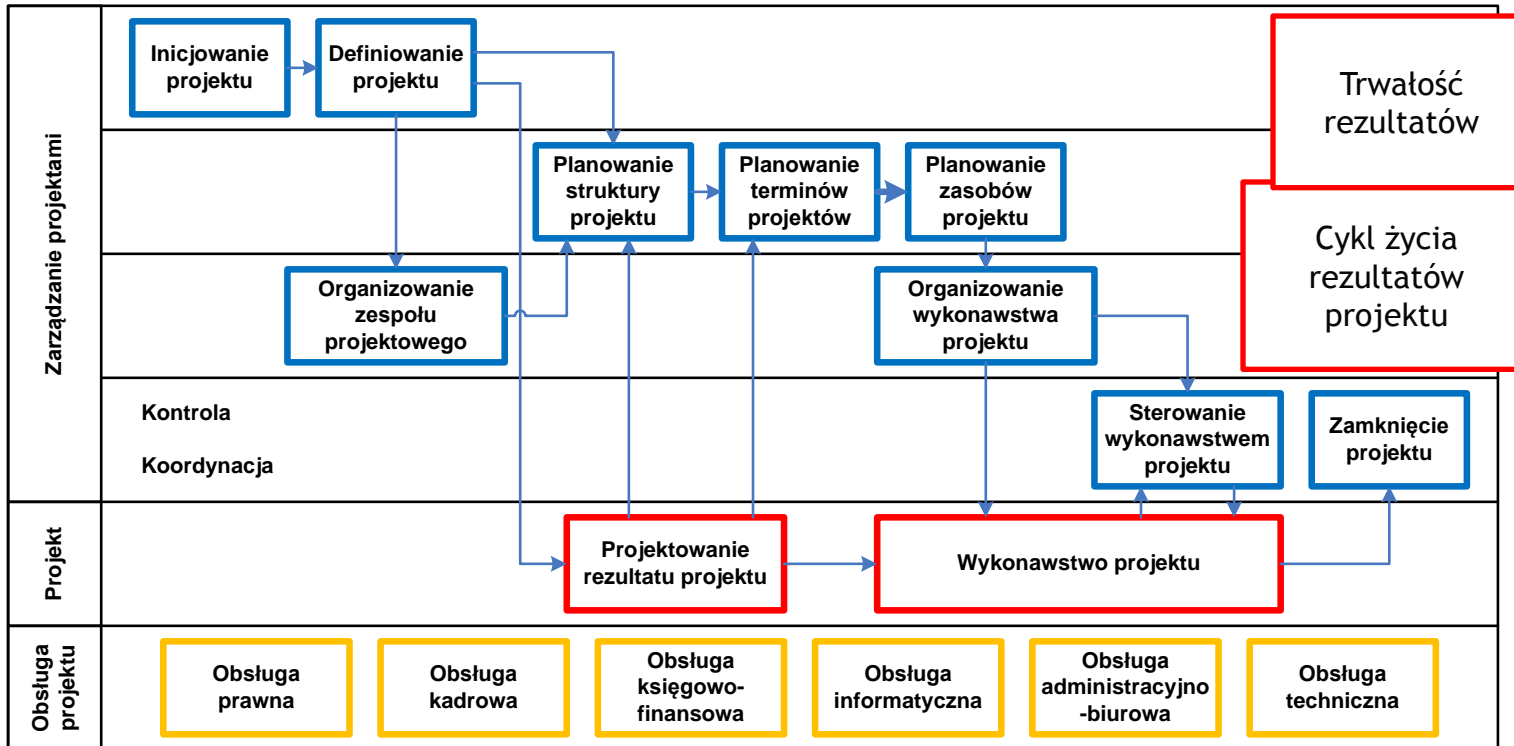 Zarządzanie projektami
Inicjowanie
projektu
Definiowanie
projektu
Trwałość
rezultatów
Planowanie
struktury
projektu
Planowanie
terminów
projektów
Planowanie
zasobów
projektu
Cykl życia
rezultatów
projektu
Organizowanie
zespołu
projektowego
Organizowanie
wykonawstwa
projektu
Kontrola
Koordynacja
Sterowanie
wykonawstwem
projektu
Zamknięcie
projektu
Projekt
Projektowanie
rezultatu projektu
Wykonawstwo projektu
Obsługa
projektu
Obsługa
prawna
Obsługa
kadrowa
Obsługa
księgowo-
finansowa
Obsługa
informatyczna
Obsługa
administracyjno
-biurowa
Obsługa
techniczna